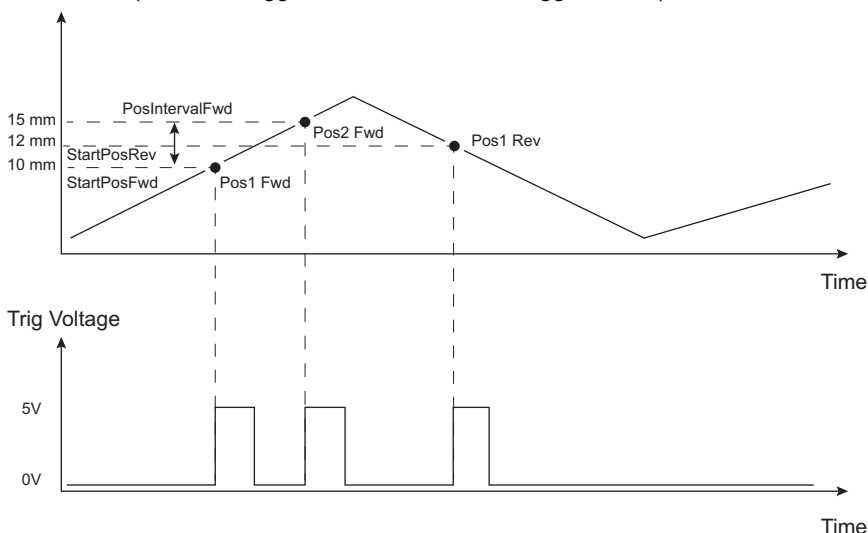 15 mm
PosIntervalFwd
Pos2 Fwd
12 mm
Pos1 Rev
StartPosRev
10 mm
StartPosFwd
Pos1 Fwd
Time
Trig Voltage
5V
0V
Time